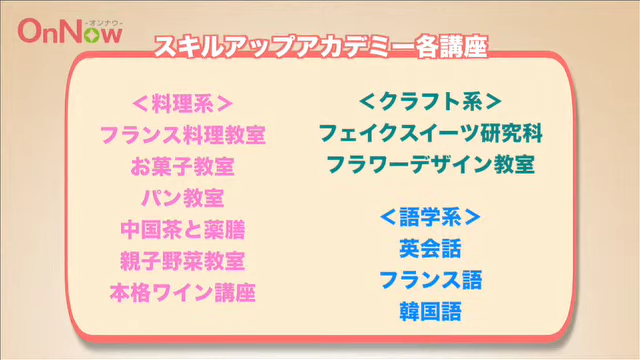 OnNow
-オンナウ-
スキルアップアカデミー各講座
＜料理系＞
フランス料理教室
お菓子教室
パン教室
中国茶と薬膳
親子野菜教室
本格ワイン講座
＜クラフト系＞
フェイクスイーツ研究科
フラワーデザイン教室
＜語学系＞
英会話
フランス語
韓国語